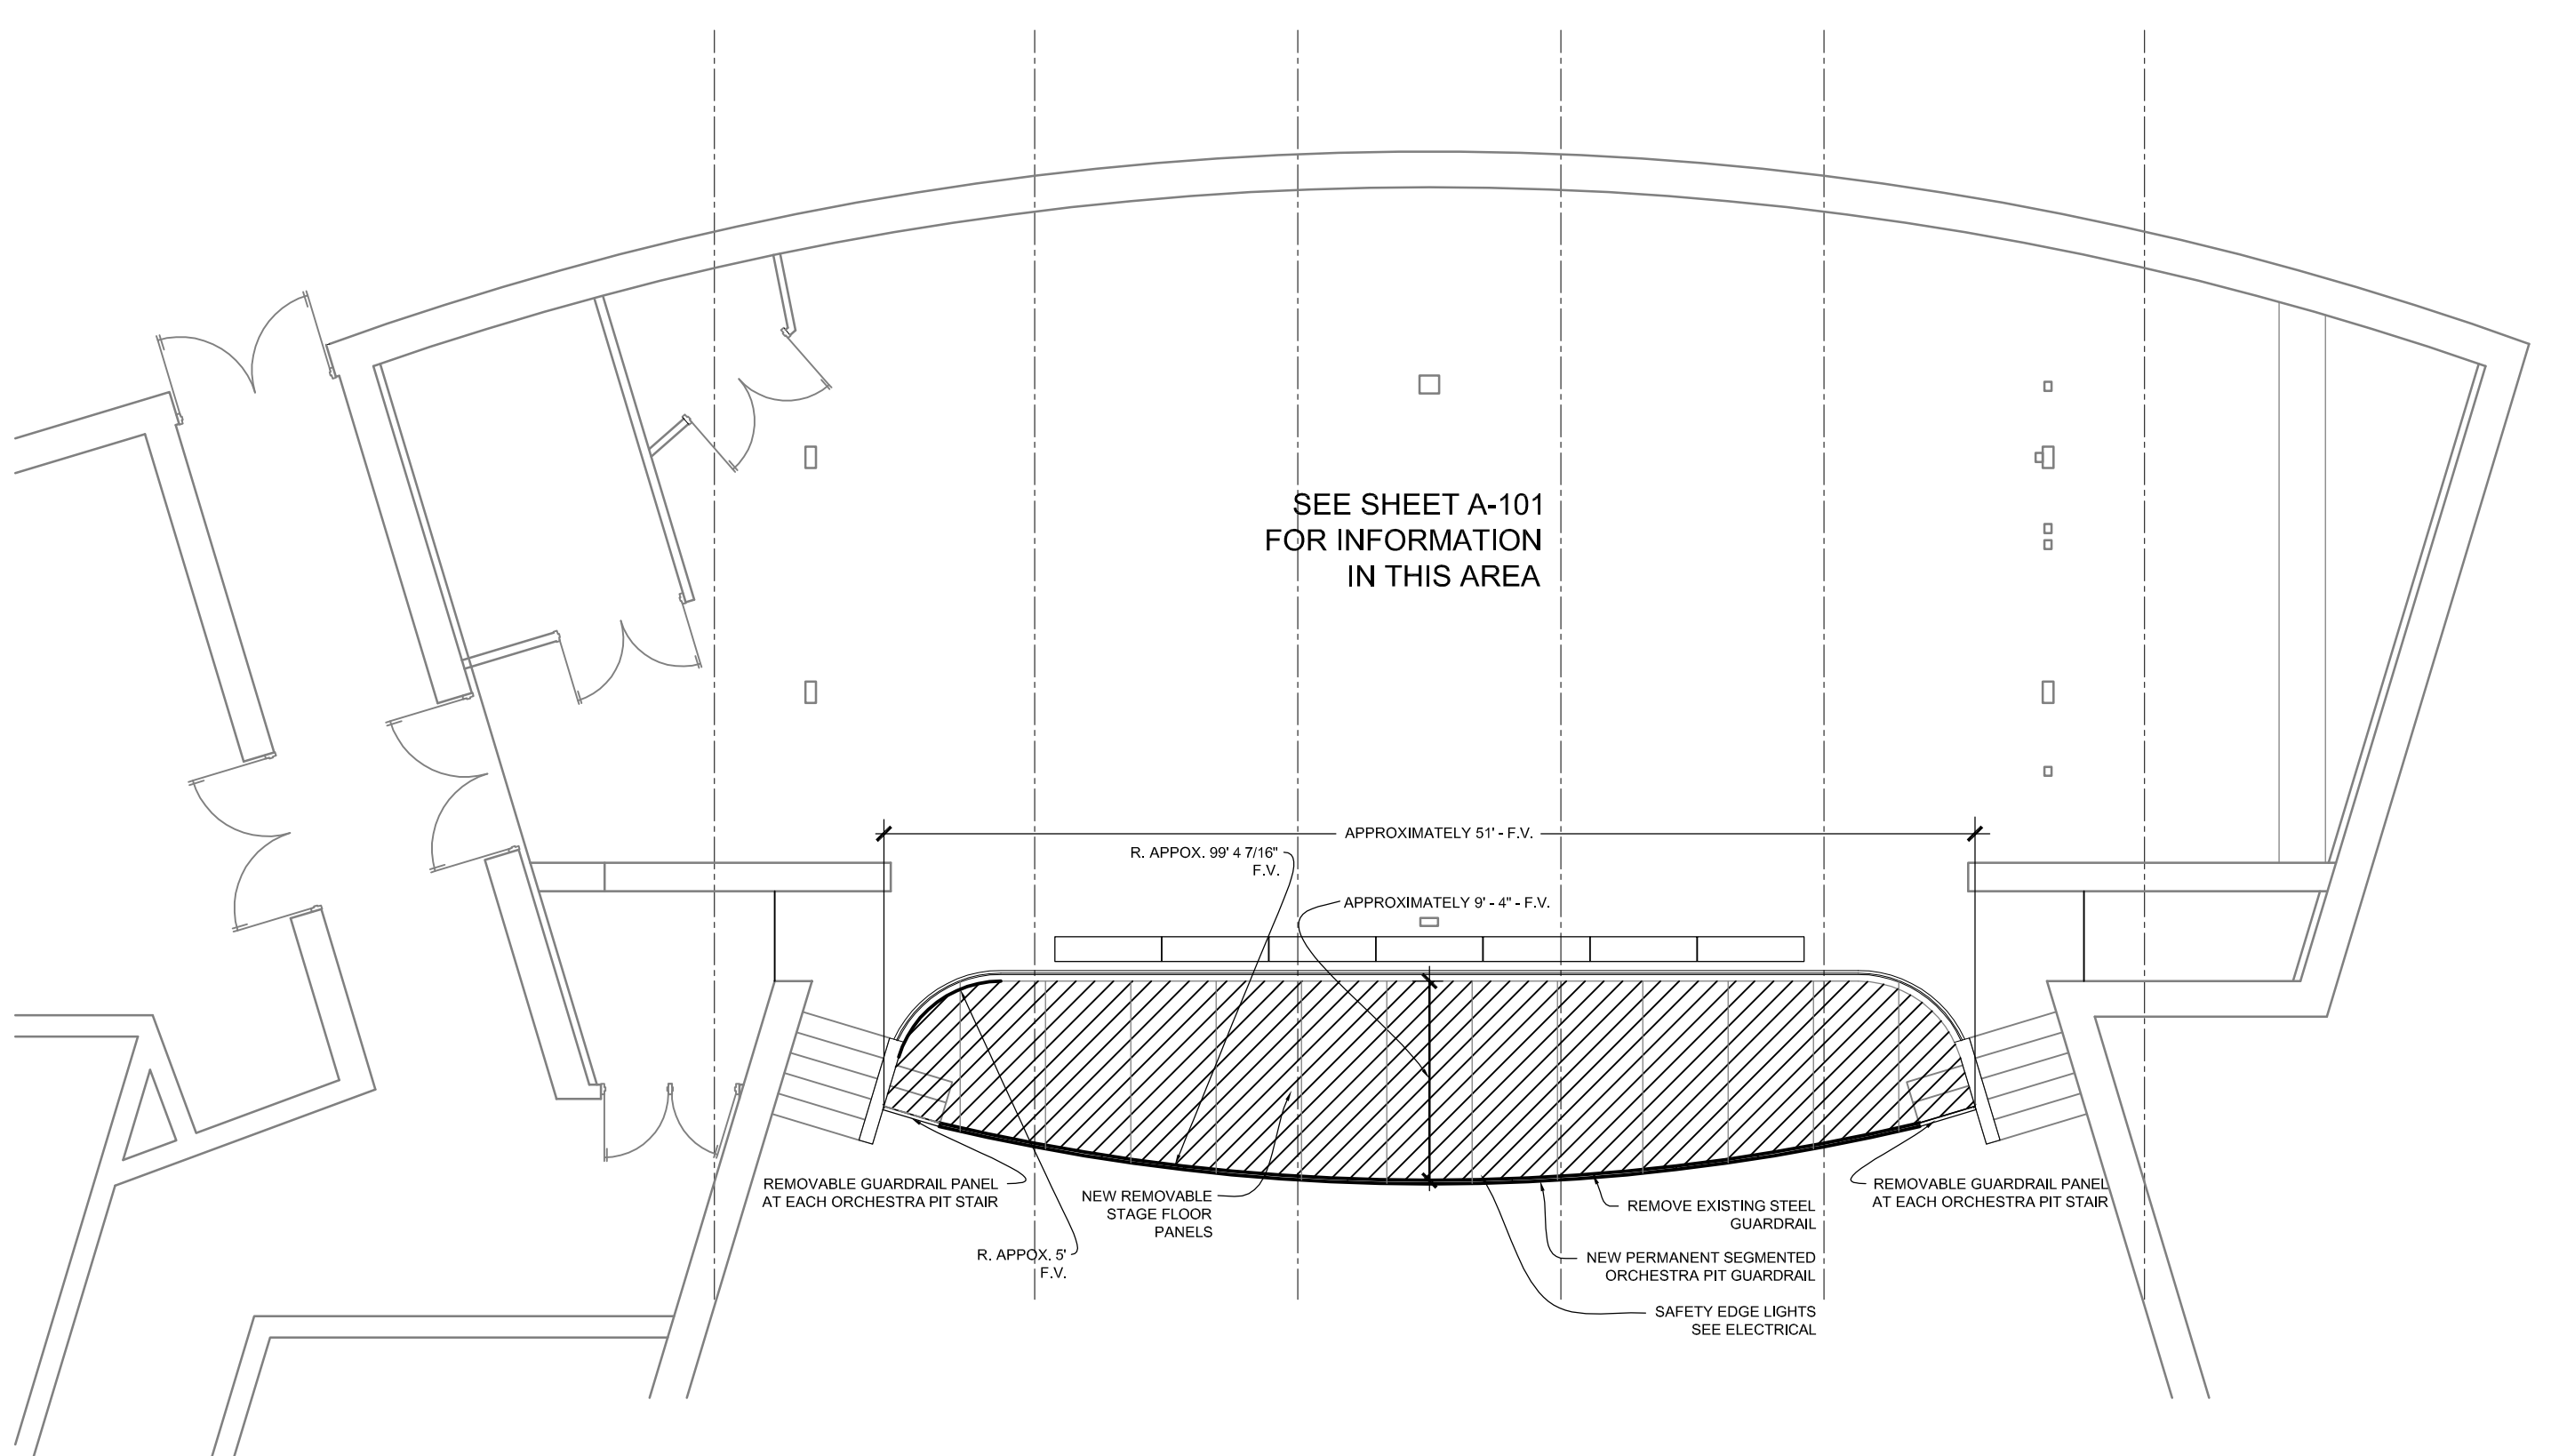 SEE SHEET A-101
FOR INFORMATION
IN THIS AREA
APPROXIMATELY 51' - F.V.
R. APPOX. 99' 4 7/16"
F.V.
APPROXIMATELY 9' - 4" - F.V.
REMOVABLE GUARDRAIL PANEL
AT EACH ORCHESTRA PIT STAIR
NEW REMOVABLE
STAGE FLOOR
PANELS
R. APPOX. 5'
F.V.
REMOVE EXISTING STEEL
GUARDRAIL
NEW PERMANENT SEGMENTED
ORCHESTRA PIT GUARDRAIL
SAFETY EDGE LIGHTS
SEE ELECTRICAL
REMOVABLE GUARDRAIL PANEL
AT EACH ORCHESTRA PIT STAIR